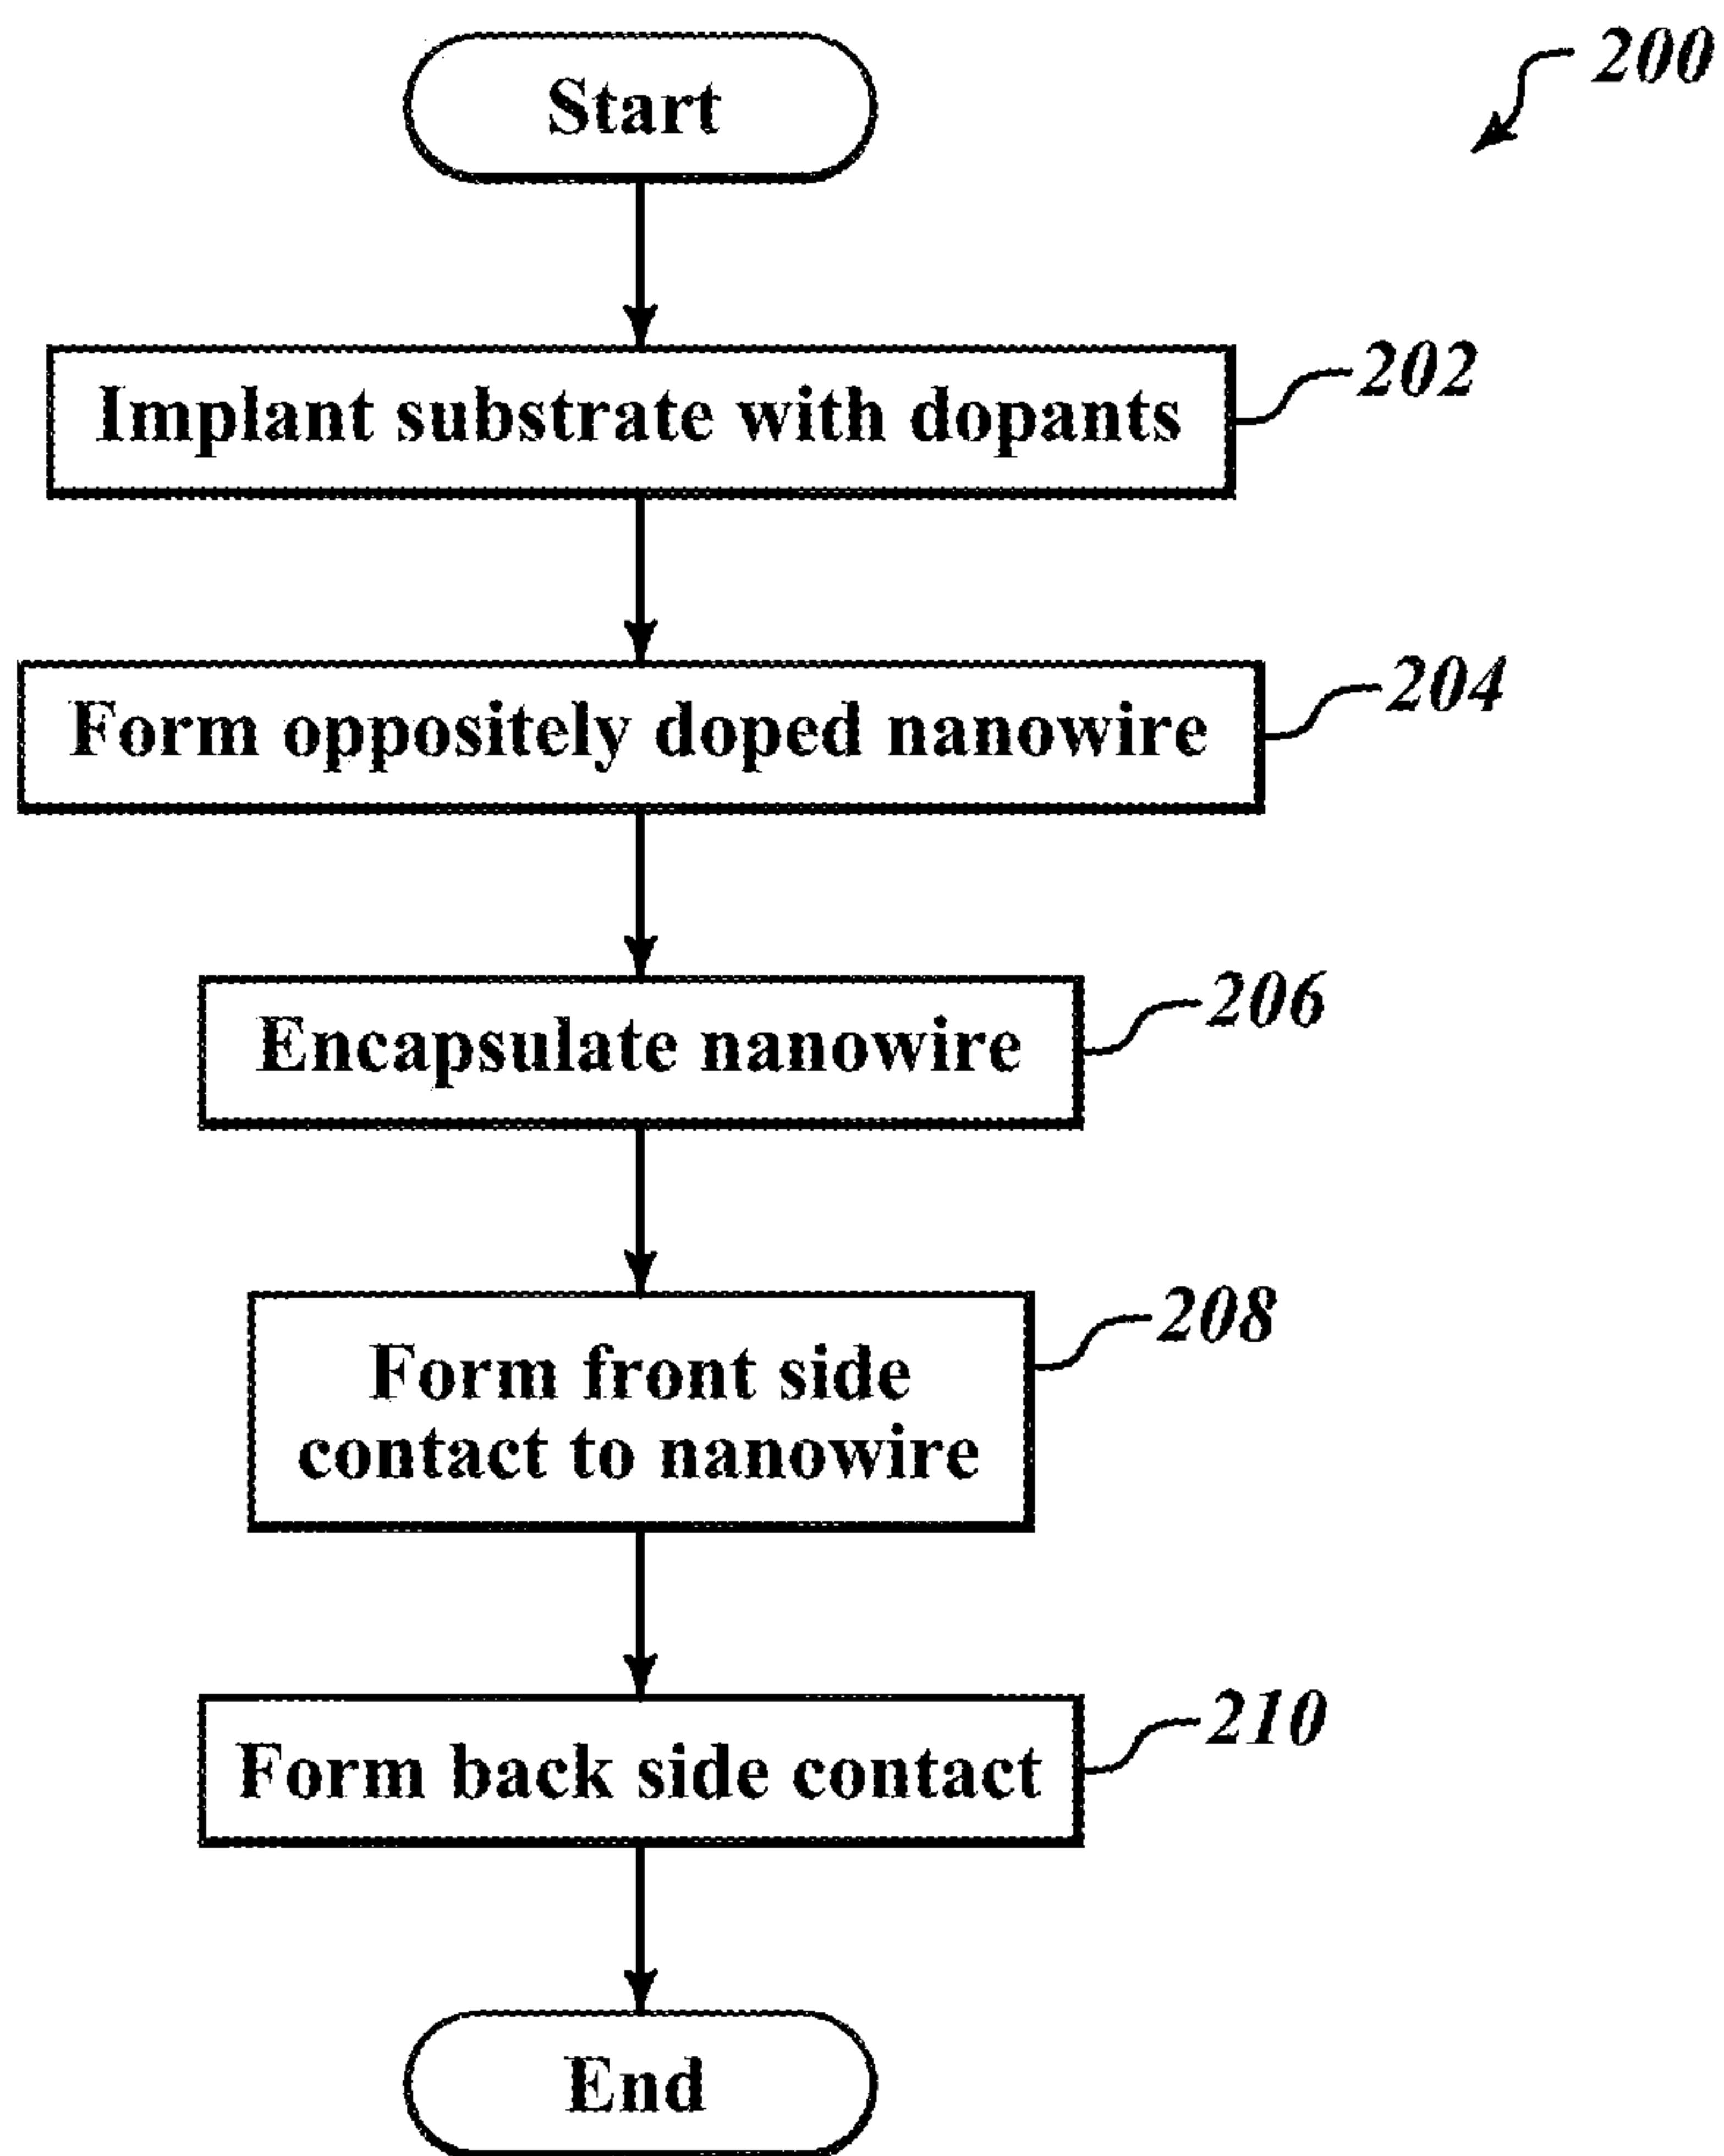 Start
200
Implant substrate with dopants
202
Form oppositely doped nanowire
204
Encapsulate nanowire
206
Form front side
contact to nanowire
208
Form back side contact
210
End